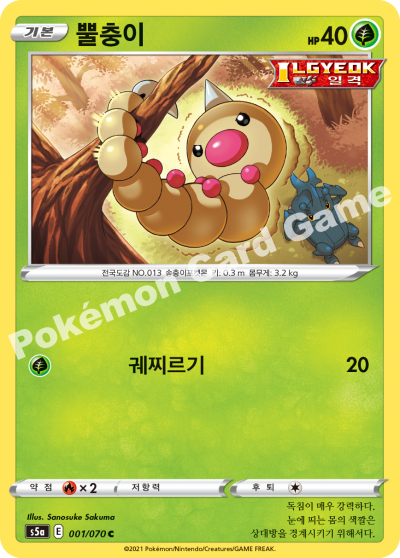 기본 뿔충이 HP 40
ILGYEOK
일격
전국도감 NO.013 송충이포켓몬 키: 0.3 m 몸무게: 3.2 kg
Pokémon Card Game
궤찌르기 20
약점 ×2 저항력 후퇴
Illus. Sanosuke Sakuma
s5a E 001/070 C
독침이 매우 강력하다.
눈에 띄는 몸의 색깔은
상대방을 경계시키기 위해서다.
©2021 Pokémon/Nintendo/Creatures/GAME FREAK.